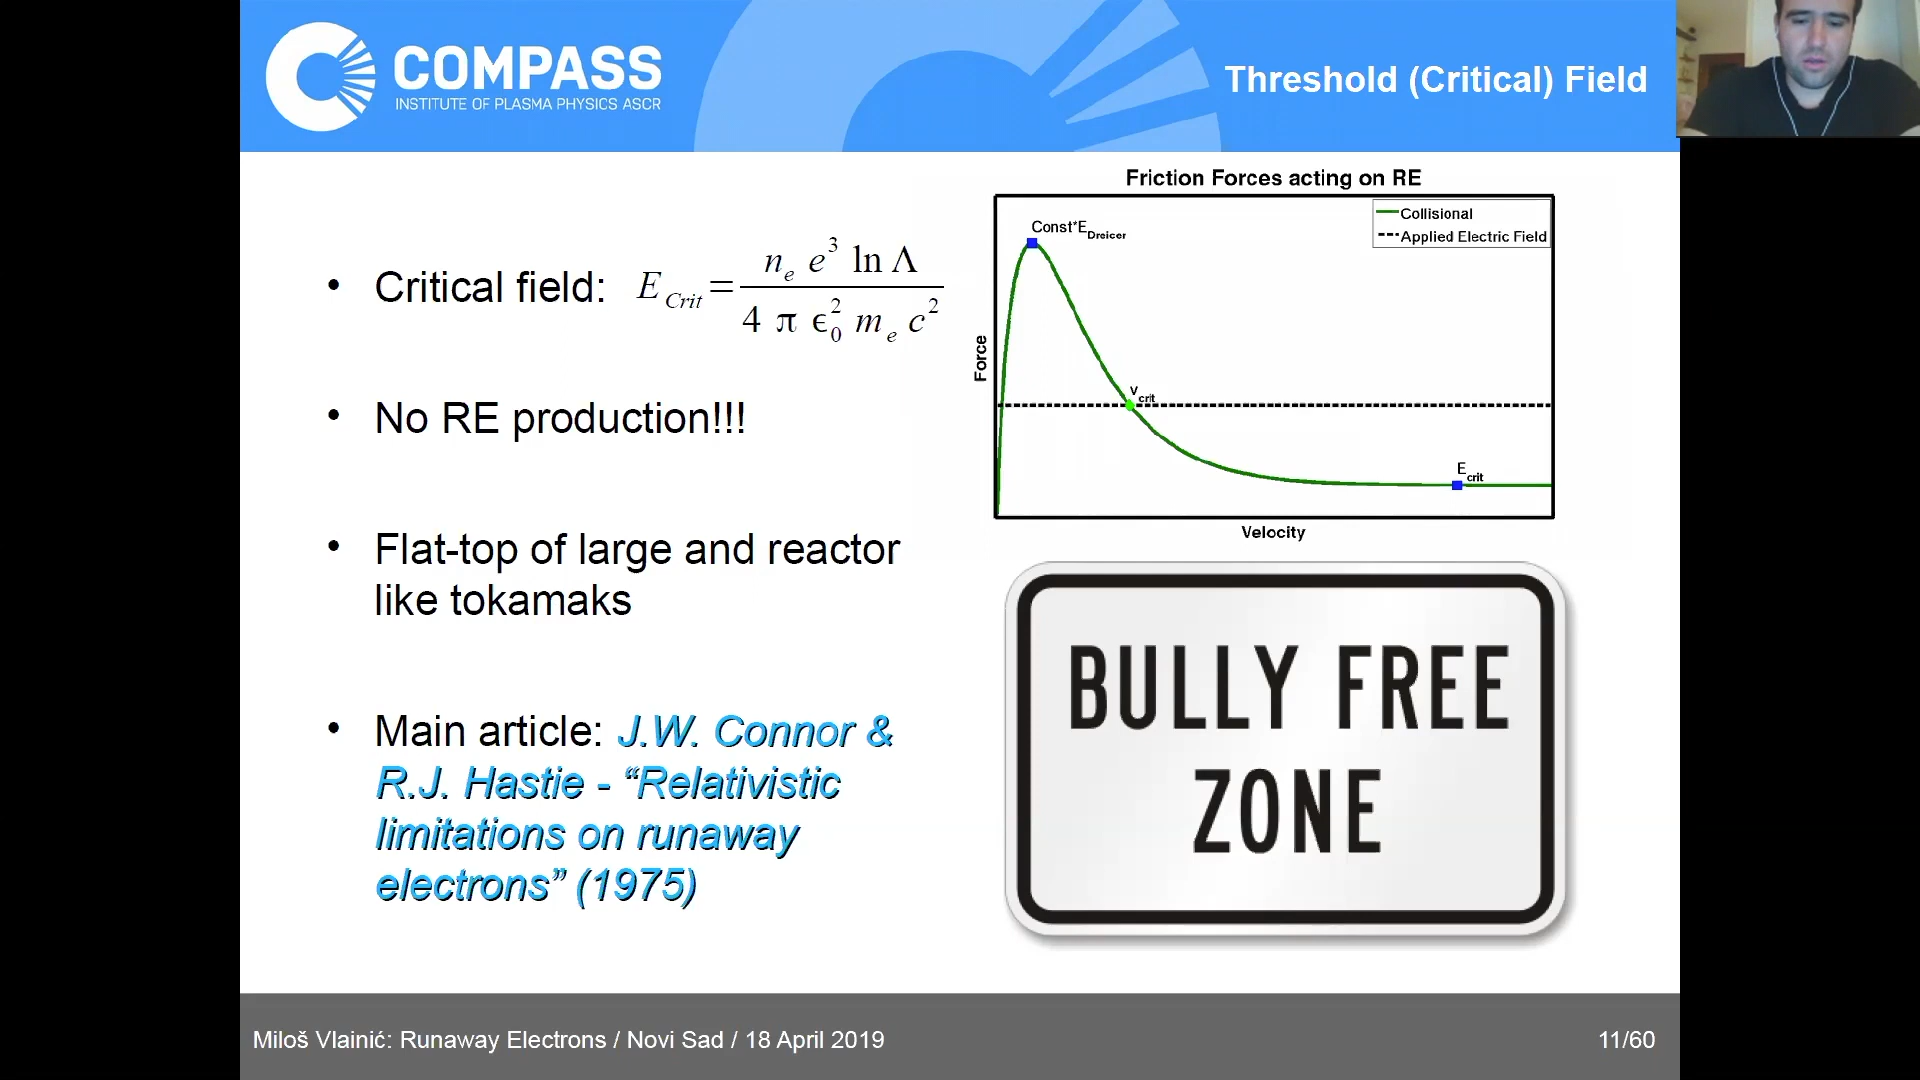 COMPASS
INSTITUTE OF PLASMA PHYSICS ASCR
Threshold (Critical) Field
• Critical field: E_Crit = n_e e^3 ln Λ / 4 π ϵ_0^2 m_e c^2
• No RE production!!!
• Flat-top of large and reactor
like tokamaks
• Main article: J.W. Connor &
R.J. Hastie - “Relativistic
limitations on runaway
electrons” (1975)
Friction Forces acting on RE
Collisional
Applied Electric Field
Const*E_Dreicer
v_crit
E_crit
Force
Velocity
BULLY FREE
ZONE
Miloš Vlainić: Runaway Electrons / Novi Sad / 18 April 2019
11/60